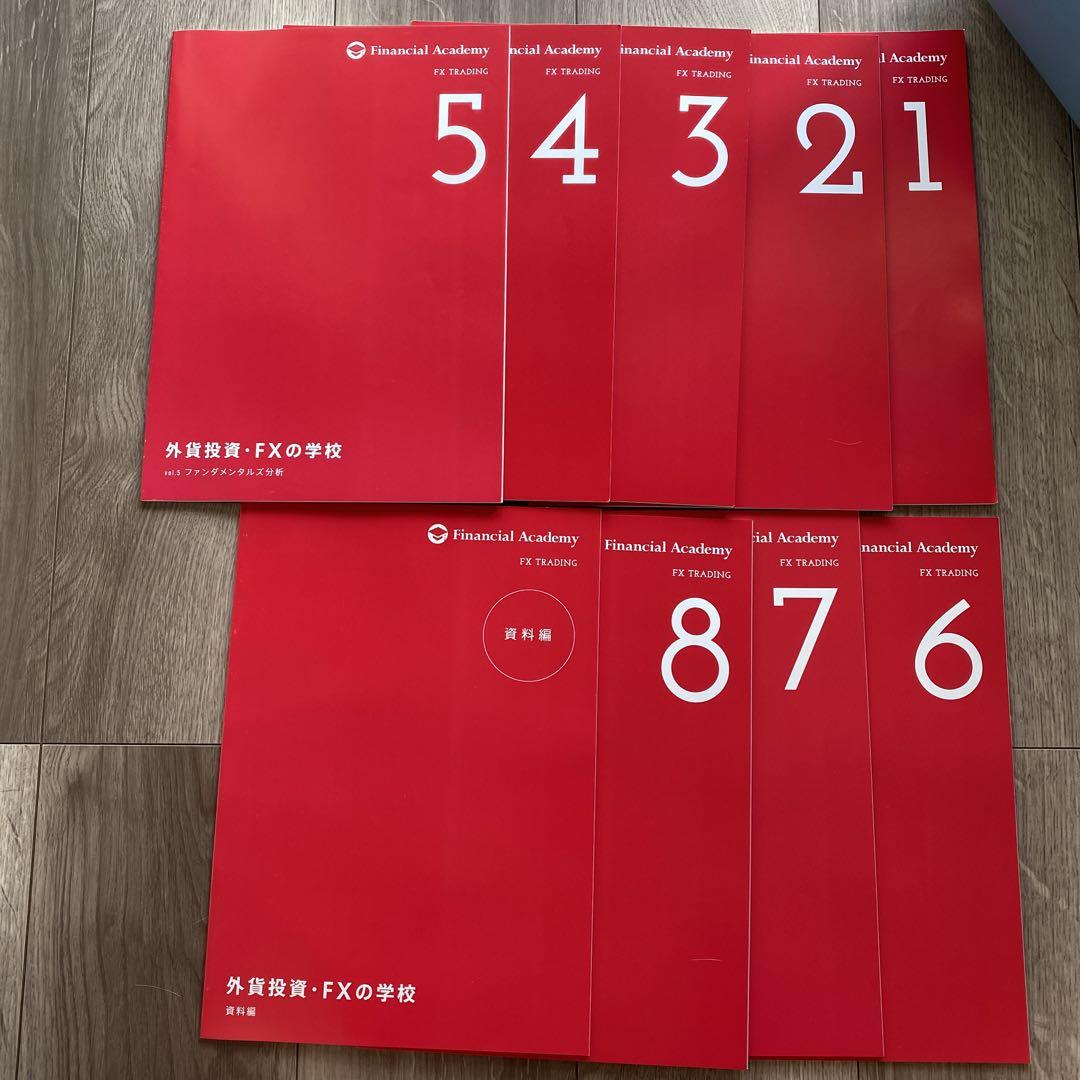 Financial Academy
FX TRADING
5
外貨投資・FXの学校
vol.5 ファンダメンタルズ分析
ncial Academy
FX TRADING
4
inancial Academy
FX TRADING
3
inancial Academy
FX TRADING
2
l Academy
FX TRADING
1
Financial Academy
FX TRADING
資料編
外貨投資・FXの学校
資料編
Financial Academy
FX TRADING
8
cial Academy
FX TRADING
7
nancial Academy
FX TRADING
6